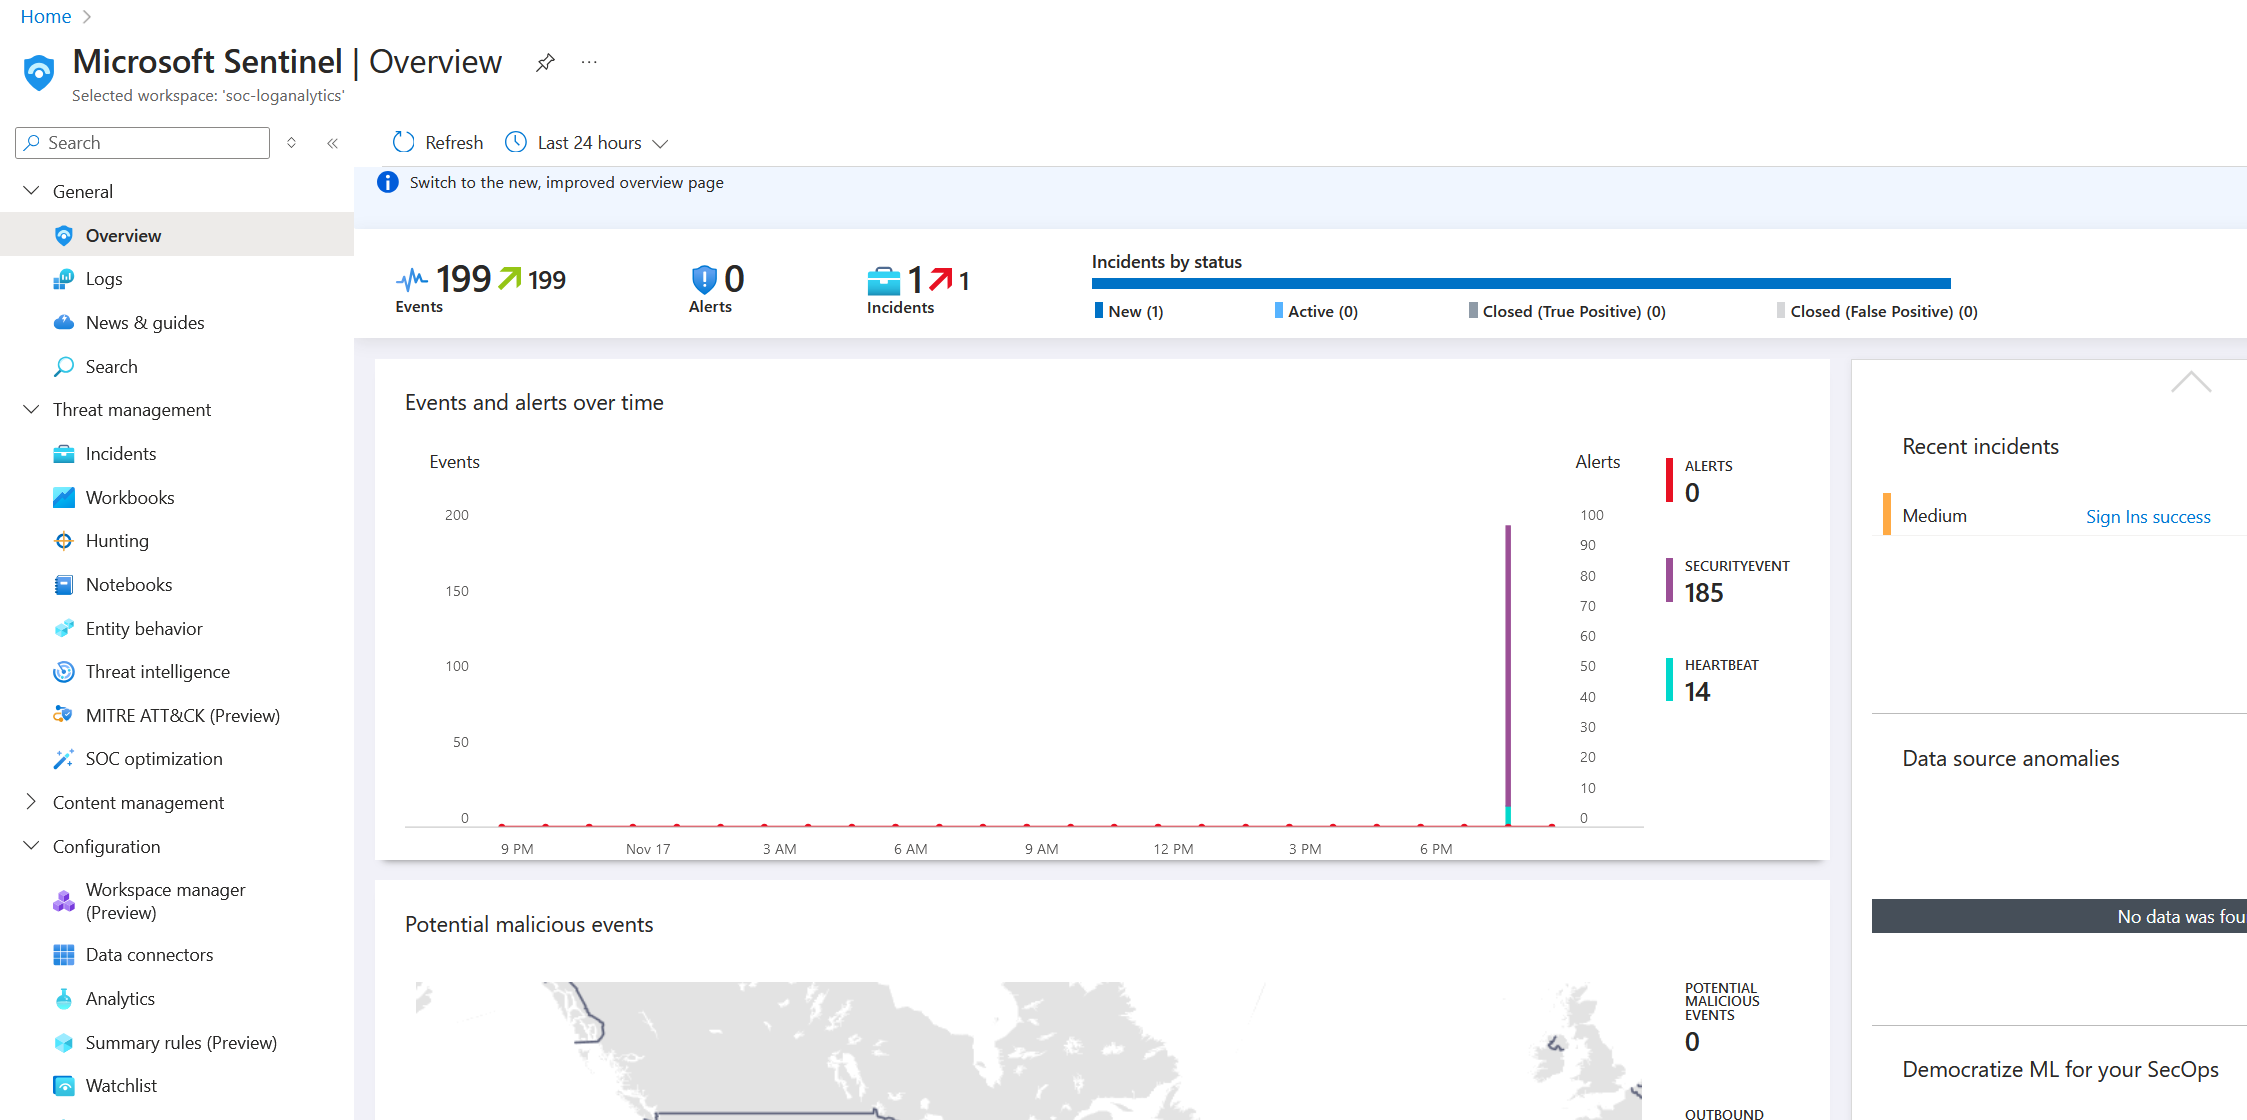 Home
Microsoft Sentinel | Overview
Selected workspace: 'soc-loganalytics'
Search
General
Overview
Logs
News & guides
Search
Threat management
Incidents
Workbooks
Hunting
Notebooks
Entity behavior
Threat intelligence
MITRE ATT&CK (Preview)
SOC optimization
Content management
Configuration
Workspace manager
(Preview)
Data connectors
Analytics
Summary rules (Preview)
Watchlist
Refresh
Last 24 hours
Switch to the new, improved overview page
199 199
Events
0
Alerts
1 1
Incidents
Incidents by status
New (1)
Active (0)
Closed (True Positive) (0)
Closed (False Positive) (0)
Events and alerts over time
Events
200
150
100
50
0
Alerts
100
90
80
70
60
50
40
30
20
10
0
9 PM
Nov 17
3 AM
6 AM
9 AM
12 PM
3 PM
6 PM
ALERTS
0
SECURITYEVENT
185
HEARTBEAT
14
Potential malicious events
POTENTIAL
MALICIOUS
EVENTS
0
OUTBOUND
Recent incidents
Medium
Sign Ins success
Data source anomalies
No data was fou
Democratize ML for your SecOps